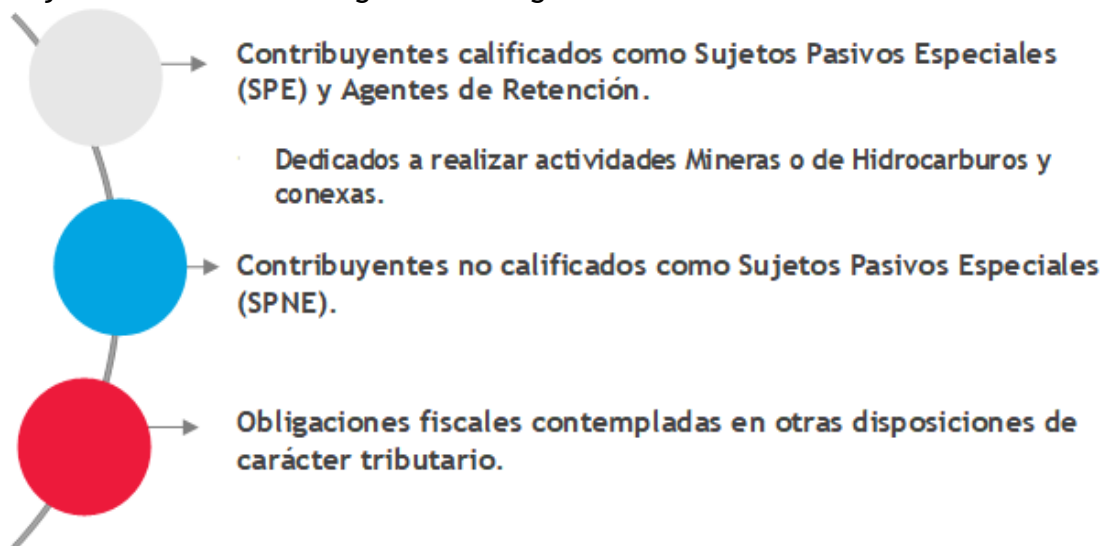 Contribuyentes calificados como Sujetos Pasivos Especiales
(SPE) y Agentes de Retención.
Dedicados a realizar actividades Mineras o de Hidrocarburos y
conexas.
Contribuyentes no calificados como Sujetos Pasivos Especiales
(SPNE).
Obligaciones fiscales contempladas en otras disposiciones de
carácter tributario.